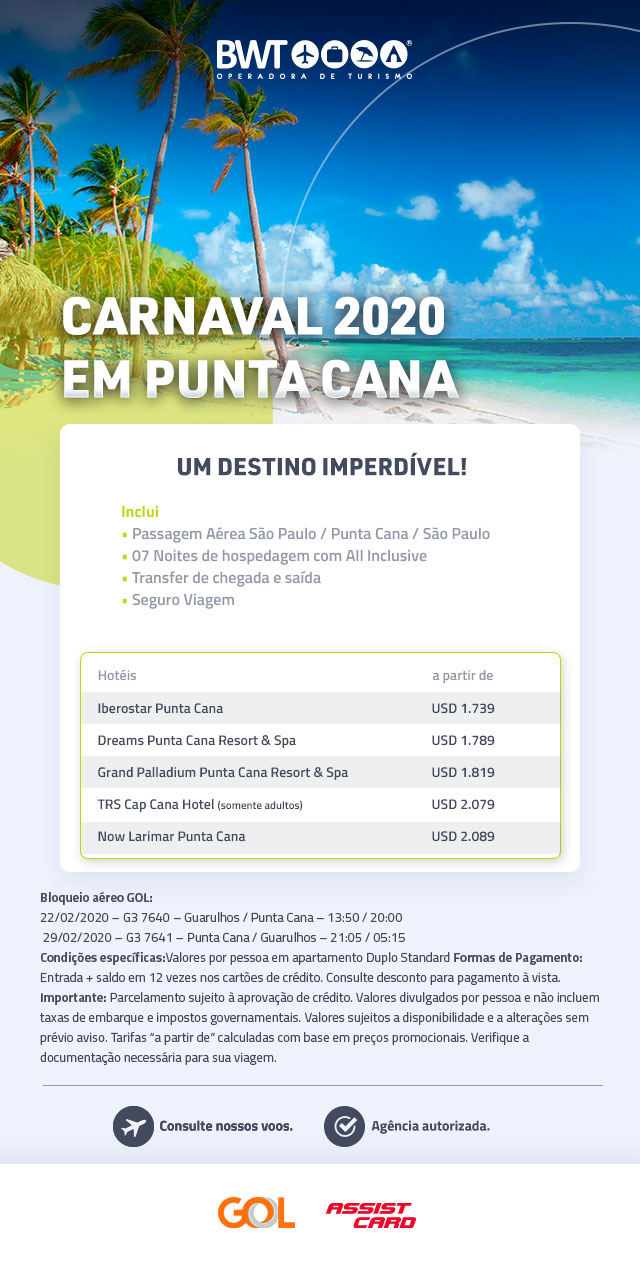 BWT
OPERADORA DE TURISMO
CARNAVAL 2020
EM PUNTA CANA
UM DESTINO IMPERDÍVEL!
Inclui
• Passagem Aérea São Paulo / Punta Cana / São Paulo
• 07 Noites de hospedagem com All Inclusive
• Transfer de chegada e saída
• Seguro Viagem
Hotéis a partir de
Iberostar Punta Cana USD 1.739
Dreams Punta Cana Resort & Spa USD 1.789
Grand Palladium Punta Cana Resort & Spa USD 1.819
TRS Cap Cana Hotel (somente adultos) USD 2.079
Now Larimar Punta Cana USD 2.089
Bloqueio aéreo GOL:
22/02/2020 – G3 7640 – Guarulhos / Punta Cana – 13:50 / 20:00
29/02/2020 – G3 7641 – Punta Cana / Guarulhos – 21:05 / 05:15
Condições específicas:Valores por pessoa em apartamento Duplo Standard Formas de Pagamento:
Entrada + saldo em 12 vezes nos cartões de crédito. Consulte desconto para pagamento à vista.
Importante: Parcelamento sujeito à aprovação de crédito. Valores divulgados por pessoa e não incluem
taxas de embarque e impostos governamentais. Valores sujeitos a disponibilidade e a alterações sem
prévio aviso. Tarifas “a partir de” calculadas com base em preços promocionais. Verifique a
documentação necessária para sua viagem.
Consulte nossos voos. Agência autorizada.
GOL ASSIST
CARD